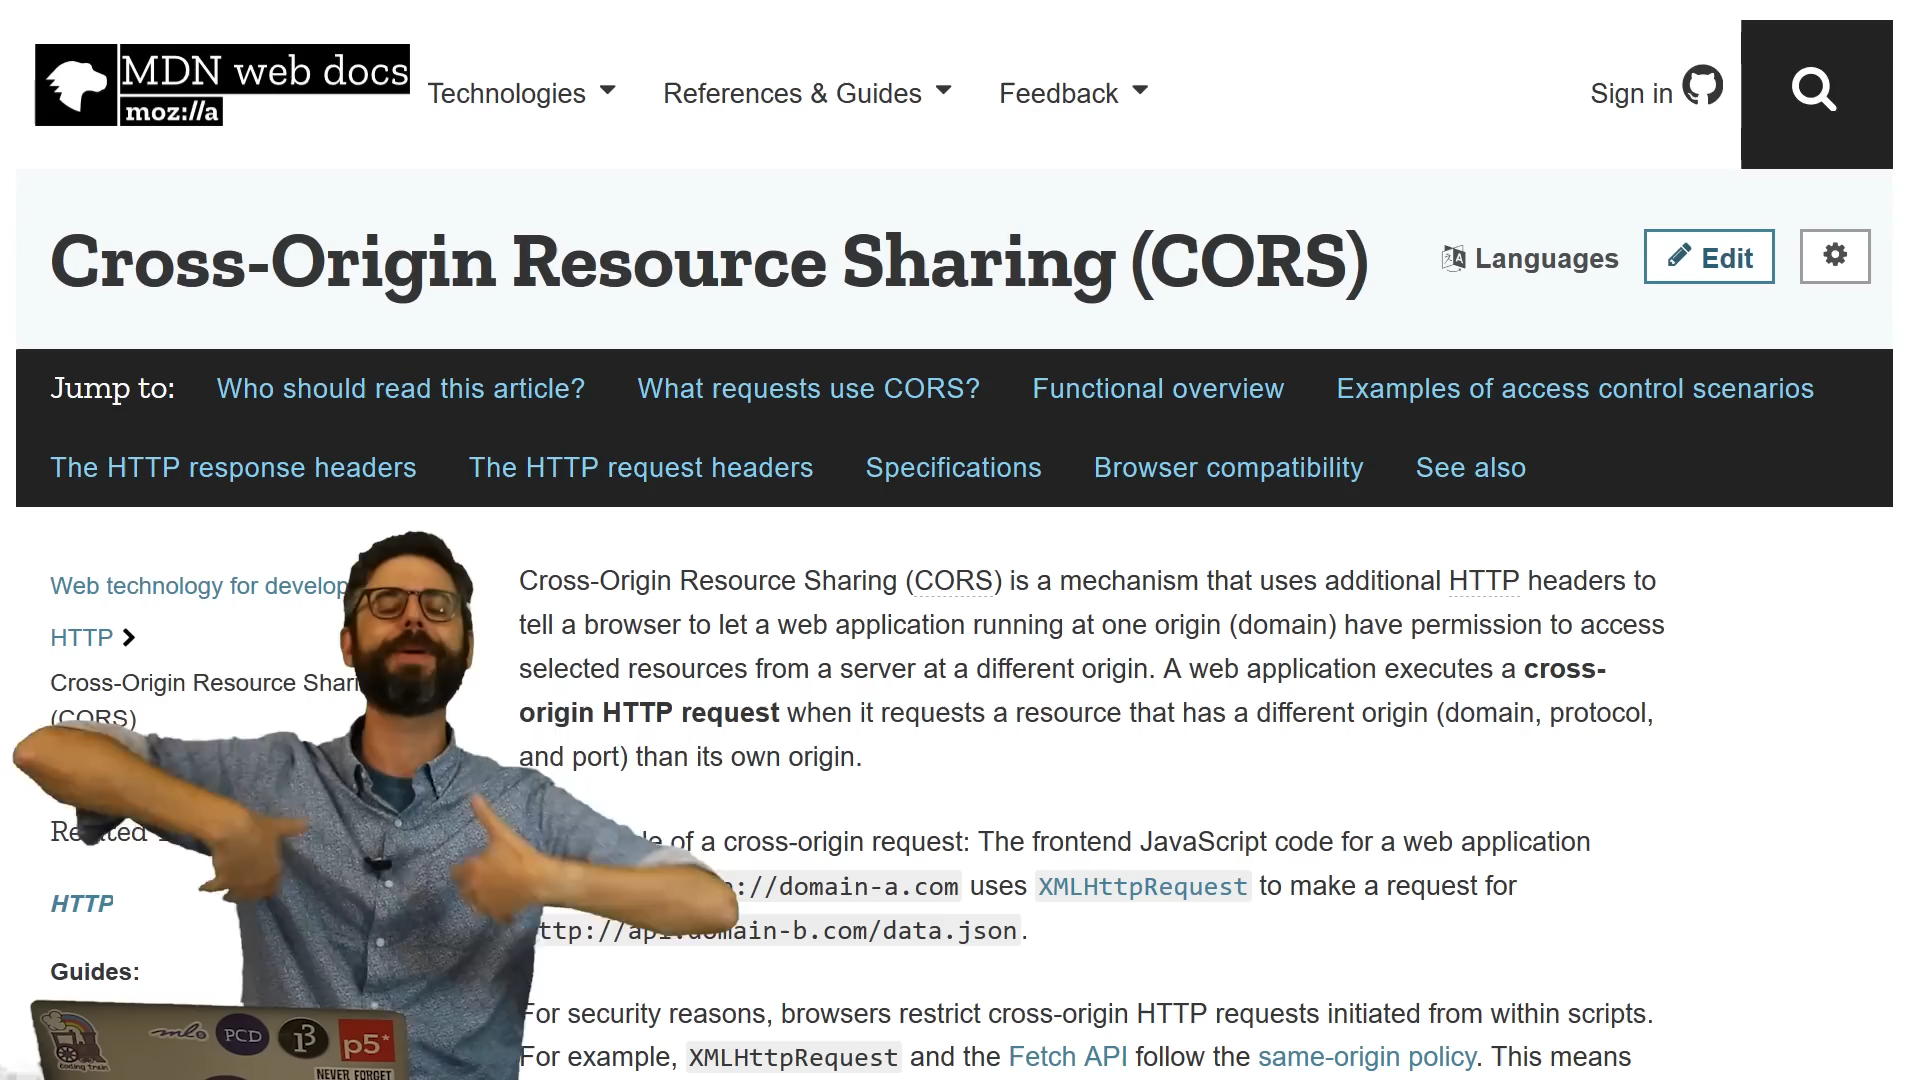 MDN web docs
moz://a
Technologies
References & Guides
Feedback
Sign in
Cross-Origin Resource Sharing (CORS)
Languages
Edit
Jump to:
Who should read this article?
What requests use CORS?
Functional overview
Examples of access control scenarios
The HTTP response headers
The HTTP request headers
Specifications
Browser compatibility
See also
Web technology for develop
HTTP
Cross-Origin Resource Shari
(CORS)
HTTP
Guides:
Cross-Origin Resource Sharing (CORS) is a mechanism that uses additional HTTP headers to
tell a browser to let a web application running at one origin (domain) have permission to access
selected resources from a server at a different origin. A web application executes a cross-
origin HTTP request when it requests a resource that has a different origin (domain, protocol,
and port) than its own origin.
of a cross-origin request: The frontend JavaScript code for a web application
://domain-a.com uses XMLHttpRequest to make a request for
ttp://api.domain-b.com/data.json.
For security reasons, browsers restrict cross-origin HTTP requests initiated from within scripts.
For example, XMLHttpRequest and the Fetch API follow the same-origin policy. This means
PCD
p5*
coding train
NEVER FORGET